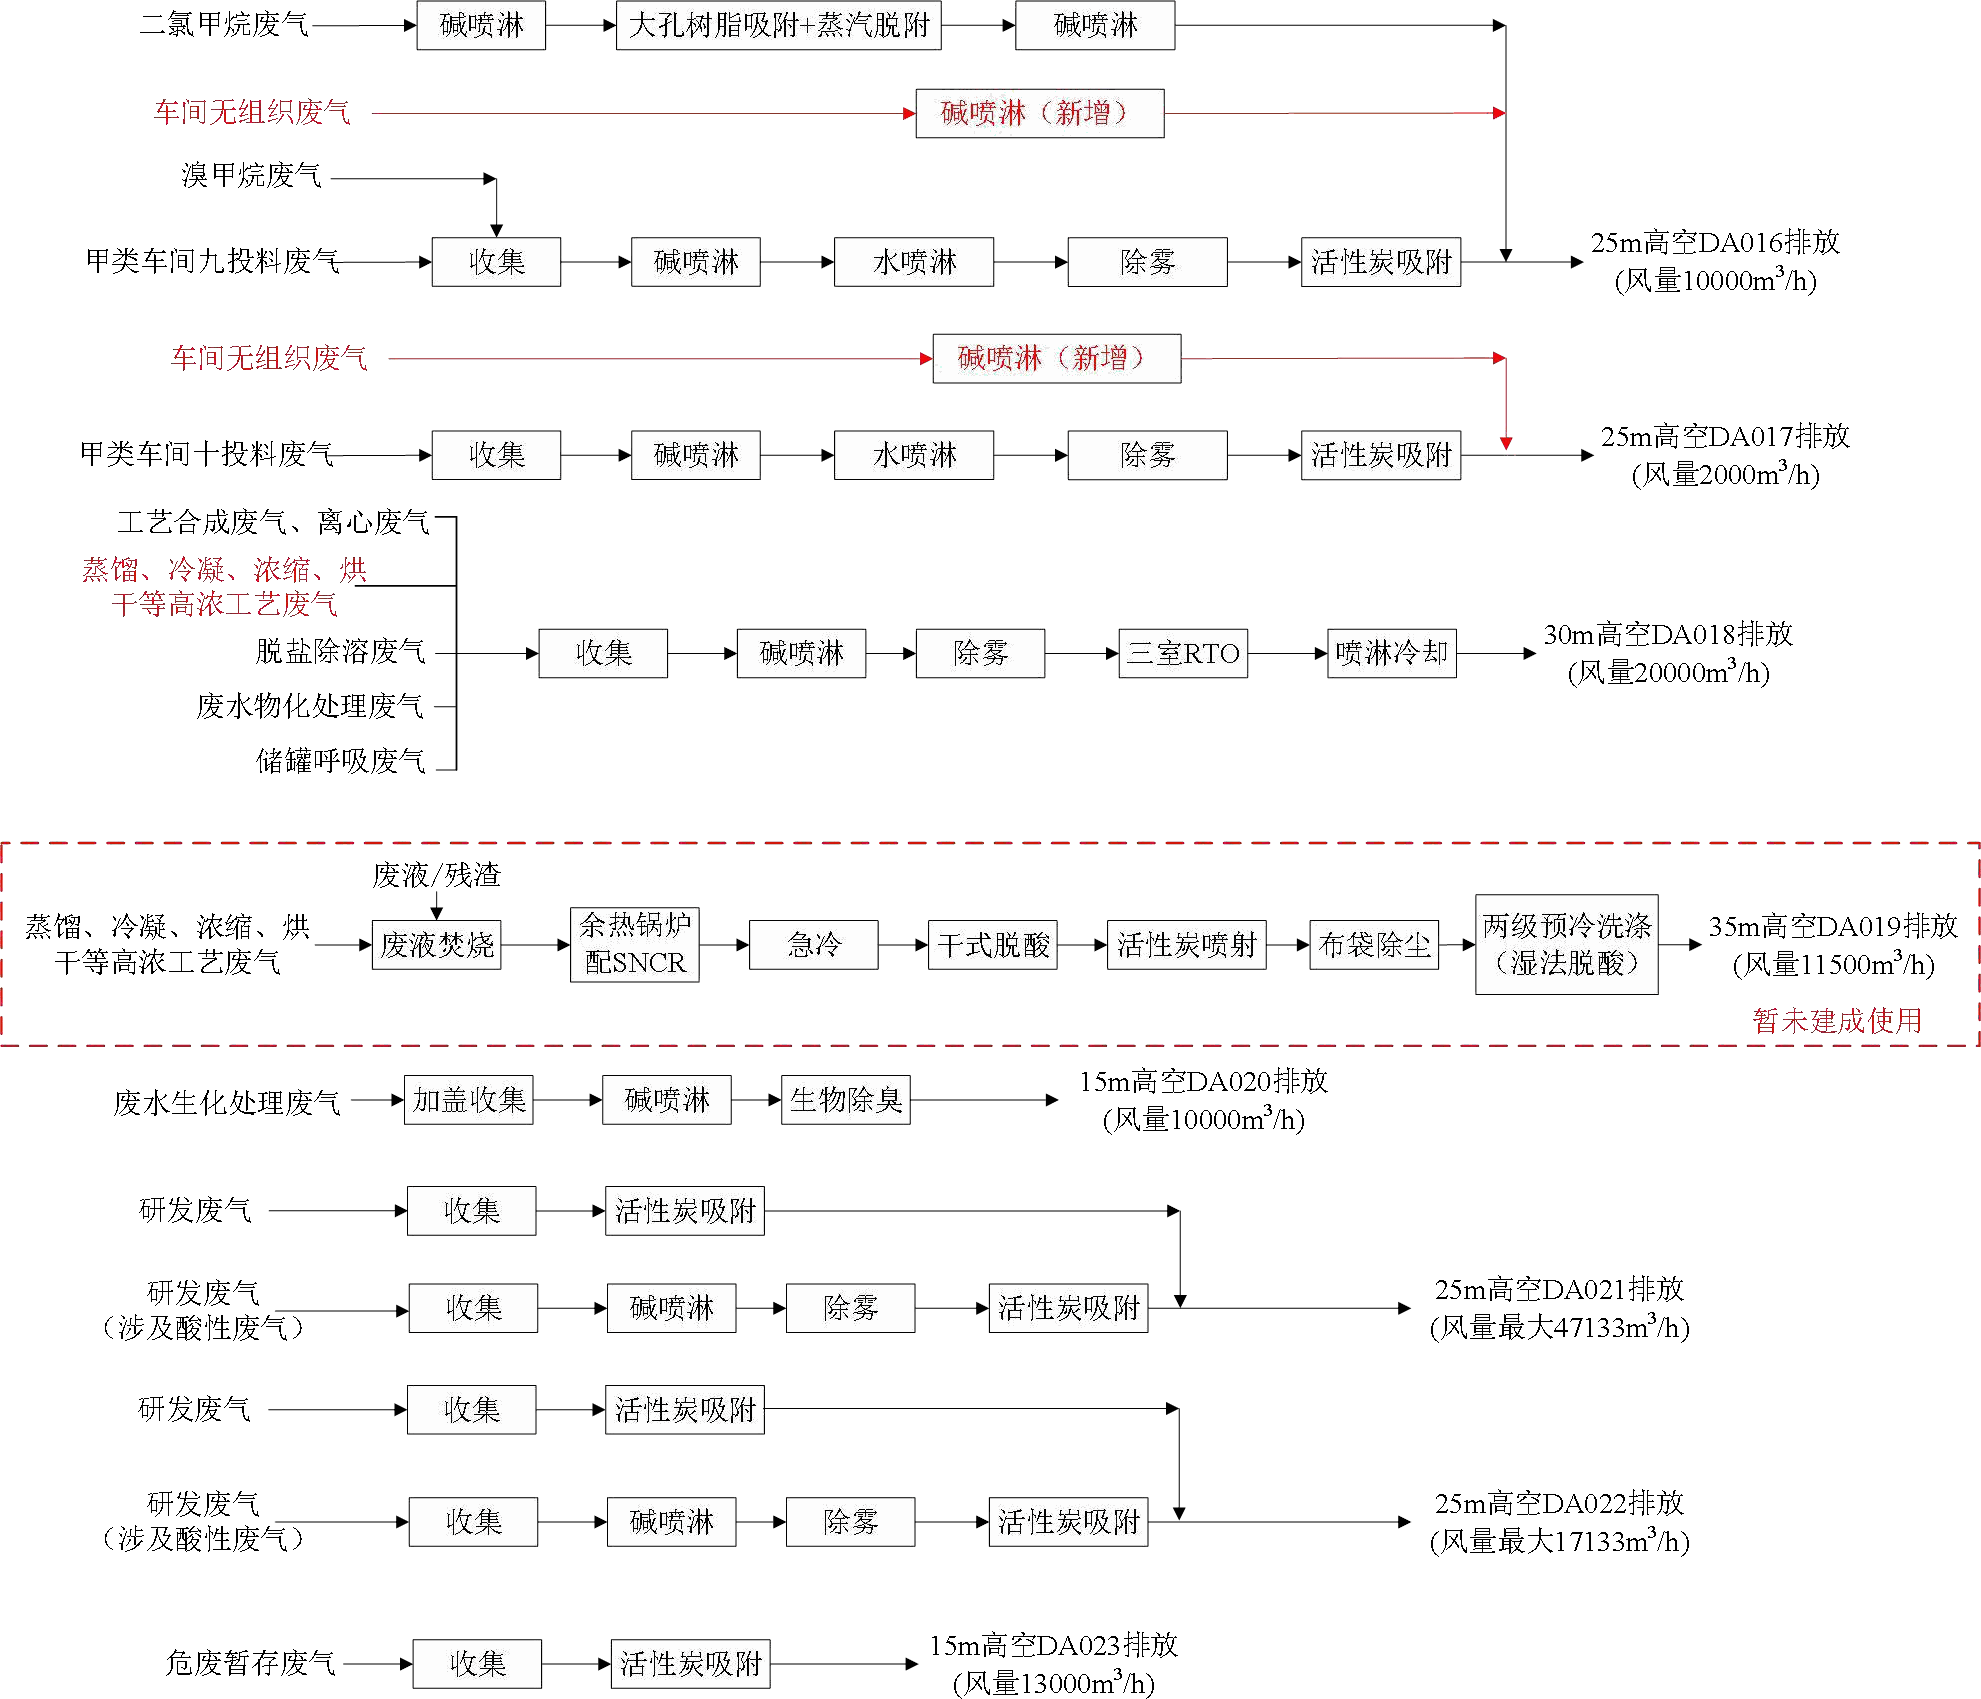 二氯甲烷废气
碱喷淋
大孔树脂吸附+蒸汽脱附
碱喷淋
车间无组织废气
碱喷淋（新增）
溴甲烷废气
甲类车间九投料废气
收集
碱喷淋
水喷淋
除雾
活性炭吸附
25m高空DA016排放
(风量10000m³/h)
车间无组织废气
碱喷淋（新增）
甲类车间十投料废气
收集
碱喷淋
水喷淋
除雾
活性炭吸附
25m高空DA017排放
(风量2000m³/h)
工艺合成废气、离心废气
蒸馏、冷凝、浓缩、烘
干等高浓工艺废气
脱盐除溶废气
废水物化处理废气
储罐呼吸废气
收集
碱喷淋
除雾
三室RTO
喷淋冷却
30m高空DA018排放
(风量20000m³/h)
废液/残渣
蒸馏、冷凝、浓缩、烘
干等高浓工艺废气
废液焚烧
余热锅炉
配SNCR
急冷
干式脱酸
活性炭喷射
布袋除尘
两级预冷洗涤
（湿法脱酸）
35m高空DA019排放
(风量11500m³/h)
暂未建成使用
废水生化处理废气
加盖收集
碱喷淋
生物除臭
15m高空DA020排放
(风量10000m³/h)
研发废气
收集
活性炭吸附
研发废气
（涉及酸性废气）
收集
碱喷淋
除雾
活性炭吸附
25m高空DA021排放
(风量最大47133m³/h)
研发废气
收集
活性炭吸附
研发废气
（涉及酸性废气）
收集
碱喷淋
除雾
活性炭吸附
25m高空DA022排放
(风量最大17133m³/h)
危废暂存废气
收集
活性炭吸附
15m高空DA023排放
(风量13000m³/h)